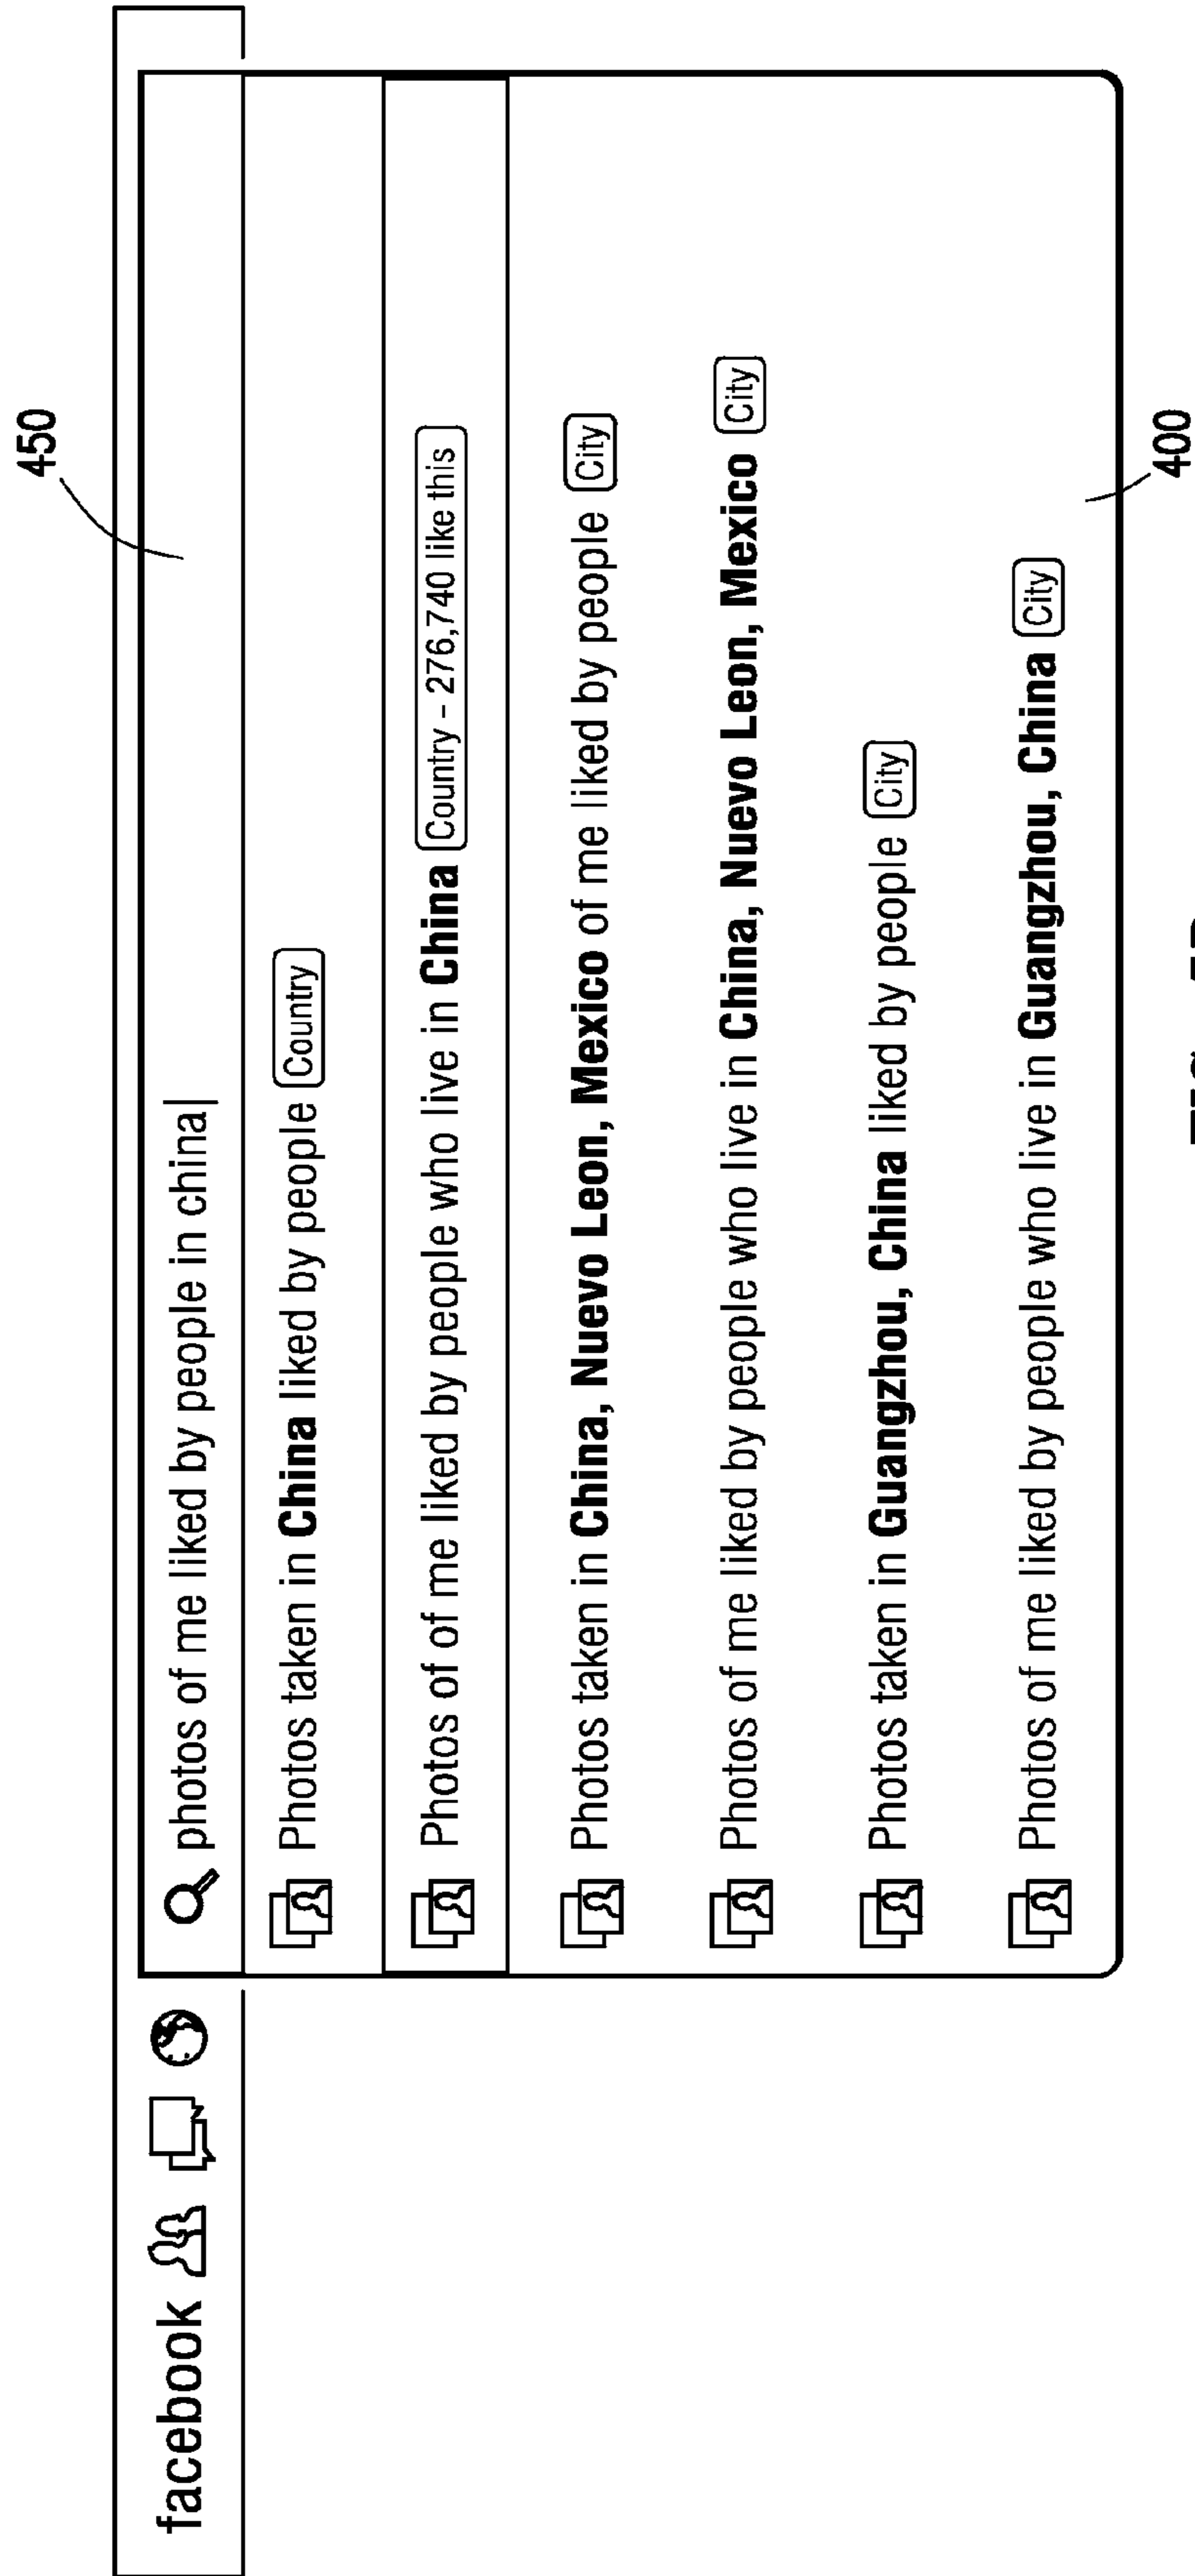 450
facebook photos of me liked by people in china
Photos taken in China liked by people Country
Photos of of me liked by people who live in China Country – 276,740 like this
Photos taken in China, Nuevo Leon, Mexico of me liked by people City
Photos of me liked by people who live in China, Nuevo Leon, Mexico City
Photos taken in Guangzhou, China liked by people City
Photos of me liked by people who live in Guangzhou, China City
400